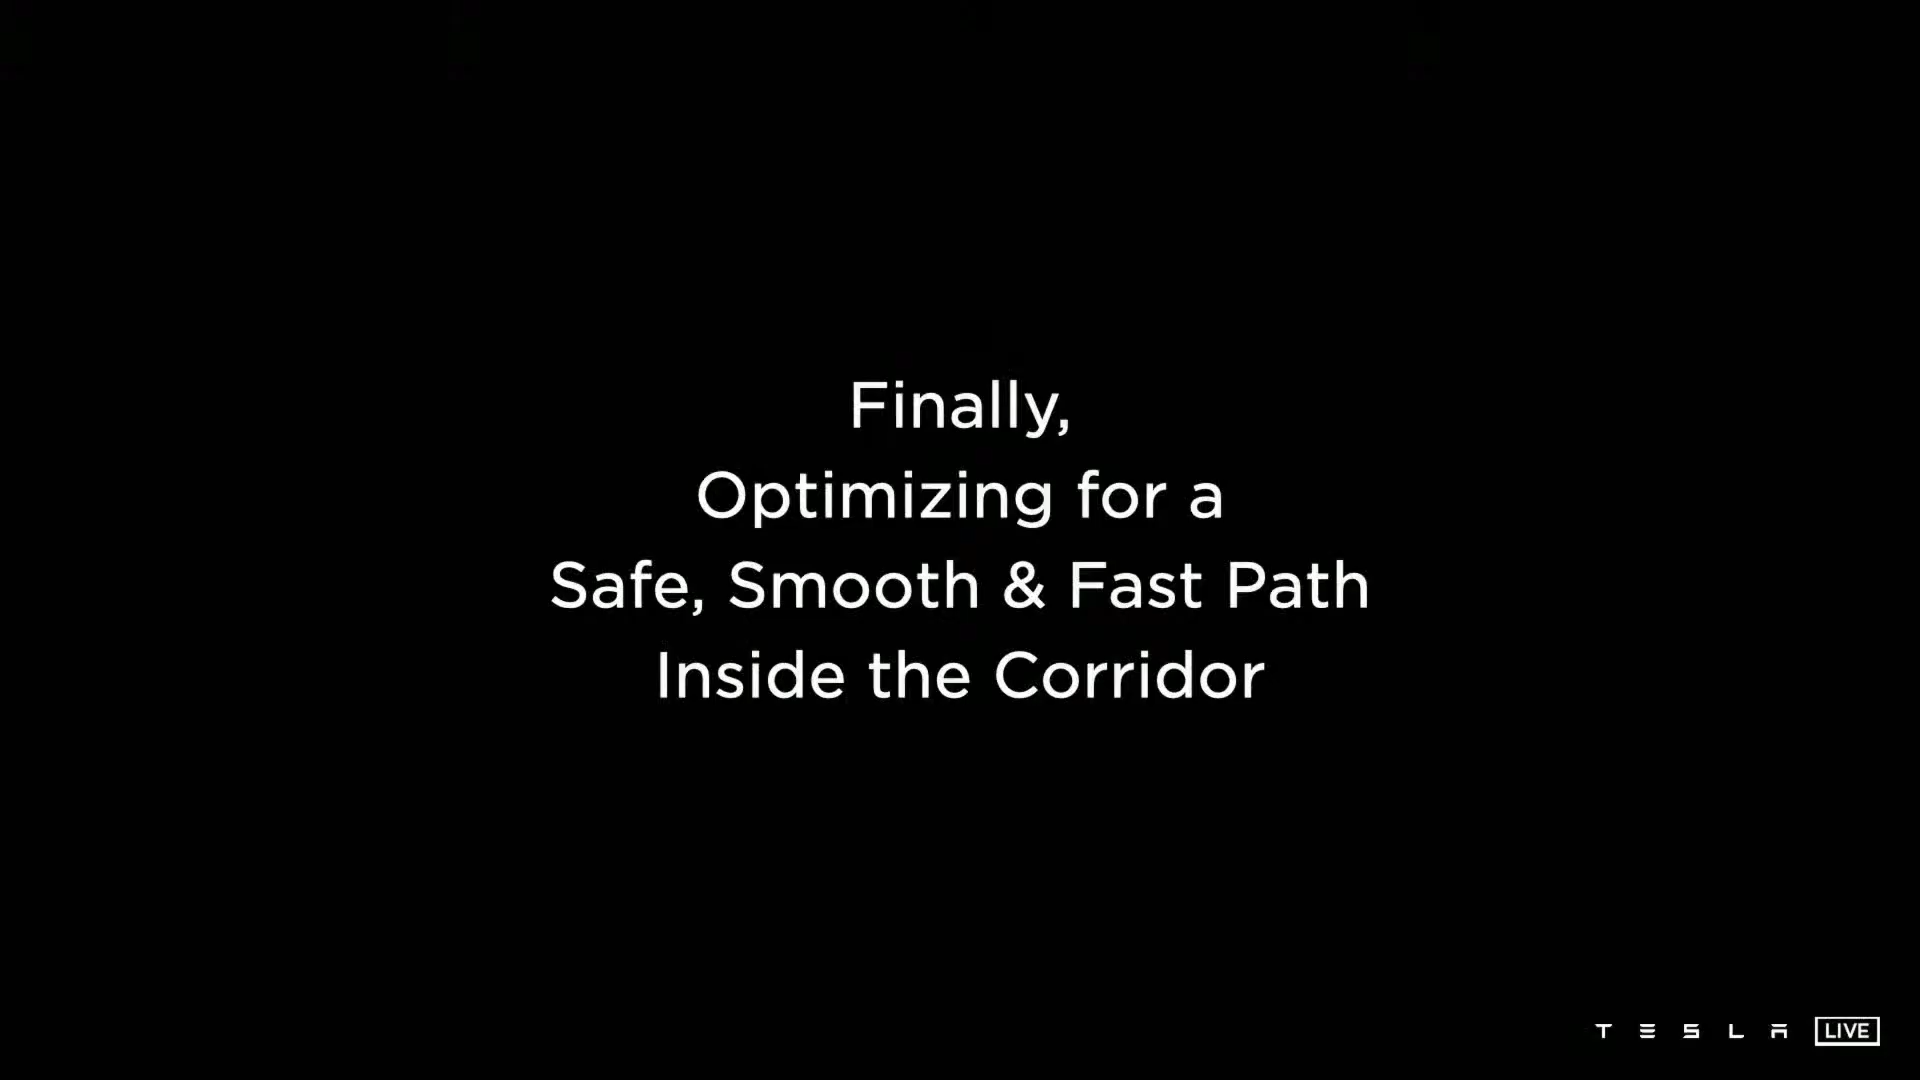 Finally,
Optimizing for a
Safe, Smooth & Fast Path
Inside the Corridor
TESLA LIVE